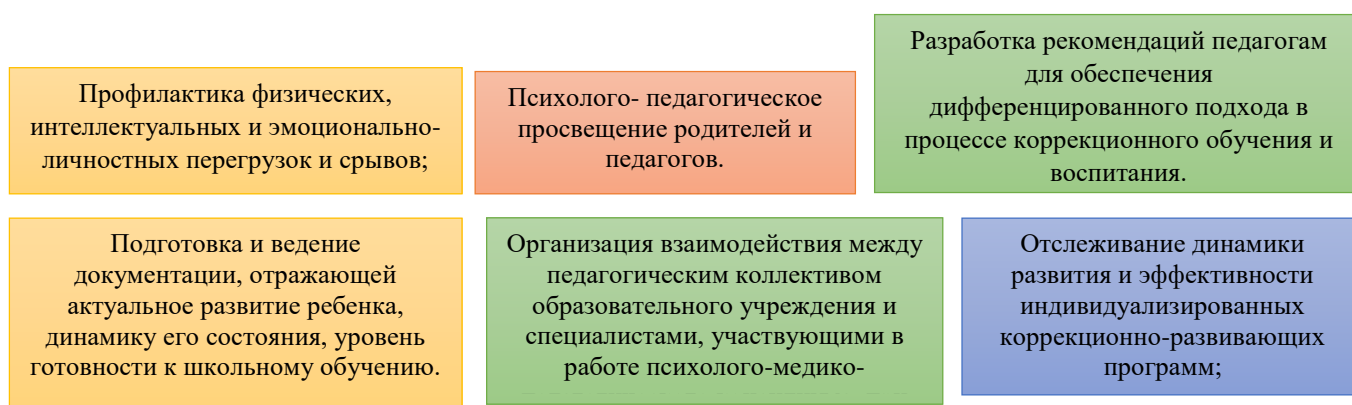 Профилактика физических,
интеллектуальных и эмоционально-
личностных перегрузок и срывов;
Психолого- педагогическое
просвещение родителей и
педагогов.
Разработка рекомендаций педагогам
для обеспечения
дифференцированного подхода в
процессе коррекционного обучения и
воспитания.
Подготовка и ведение
документации, отражающей
актуальное развитие ребенка,
динамику его состояния, уровень
готовности к школьному обучению.
Организация взаимодействия между
педагогическим коллективом
образовательного учреждения и
специалистами, участвующими в
работе психолого-медико-
Отслеживание динамики
развития и эффективности
индивидуализированных
коррекционно-развивающих
программ;